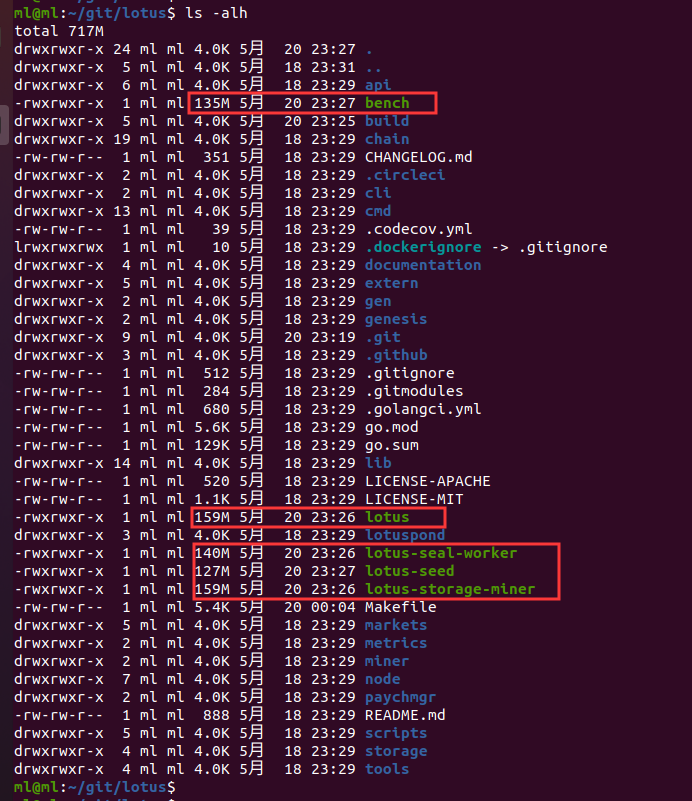 ml@ml:~/git/lotus$ ls -alh
total 717M
drwxrwxr-x 24 ml ml 4.0K 5月  20 23:27 .
drwxrwxr-x  5 ml ml 4.0K 5月  18 23:31 ..
drwxrwxr-x  6 ml ml 4.0K 5月  18 23:29 api
-rwxrwxr-x  1 ml ml 135M 5月  20 23:27 bench
drwxrwxr-x  5 ml ml 4.0K 5月  20 23:25 build
drwxrwxr-x 19 ml ml 4.0K 5月  18 23:29 chain
-rw-rw-r--  1 ml ml  351 5月  18 23:29 CHANGELOG.md
drwxrwxr-x  2 ml ml 4.0K 5月  18 23:29 .circleci
drwxrwxr-x  2 ml ml 4.0K 5月  18 23:29 cli
drwxrwxr-x 13 ml ml 4.0K 5月  18 23:29 cmd
-rw-rw-r--  1 ml ml   39 5月  18 23:29 .codecov.yml
lrwxrwxrwx  1 ml ml   10 5月  18 23:29 .dockerignore -> .gitignore
drwxrwxr-x  4 ml ml 4.0K 5月  18 23:29 documentation
drwxrwxr-x  5 ml ml 4.0K 5月  18 23:29 extern
drwxrwxr-x  2 ml ml 4.0K 5月  18 23:29 gen
drwxrwxr-x  2 ml ml 4.0K 5月  18 23:29 genesis
drwxrwxr-x  9 ml ml 4.0K 5月  20 23:19 .git
drwxrwxr-x  3 ml ml 4.0K 5月  18 23:29 .github
-rw-rw-r--  1 ml ml  512 5月  18 23:29 .gitignore
-rw-rw-r--  1 ml ml  284 5月  18 23:29 .gitmodules
-rw-rw-r--  1 ml ml  680 5月  18 23:29 .golangci.yml
-rw-rw-r--  1 ml ml 5.6K 5月  18 23:29 go.mod
-rw-rw-r--  1 ml ml 129K 5月  18 23:29 go.sum
drwxrwxr-x 14 ml ml 4.0K 5月  18 23:29 lib
-rw-rw-r--  1 ml ml  520 5月  18 23:29 LICENSE-APACHE
-rw-rw-r--  1 ml ml 1.1K 5月  18 23:29 LICENSE-MIT
-rwxrwxr-x  1 ml ml 159M 5月  20 23:26 lotus
drwxrwxr-x  3 ml ml 4.0K 5月  18 23:29 lotuspond
-rwxrwxr-x  1 ml ml 140M 5月  20 23:26 lotus-seal-worker
-rwxrwxr-x  1 ml ml 127M 5月  20 23:27 lotus-seed
-rwxrwxr-x  1 ml ml 159M 5月  20 23:26 lotus-storage-miner
-rw-rw-r--  1 ml ml 5.4K 5月  20 00:04 Makefile
drwxrwxr-x  5 ml ml 4.0K 5月  18 23:29 markets
drwxrwxr-x  2 ml ml 4.0K 5月  18 23:29 metrics
drwxrwxr-x  2 ml ml 4.0K 5月  18 23:29 miner
drwxrwxr-x  7 ml ml 4.0K 5月  18 23:29 node
drwxrwxr-x  2 ml ml 4.0K 5月  18 23:29 paychmgr
-rw-rw-r--  1 ml ml  888 5月  18 23:29 README.md
drwxrwxr-x  5 ml ml 4.0K 5月  18 23:29 scripts
drwxrwxr-x  4 ml ml 4.0K 5月  18 23:29 storage
drwxrwxr-x  4 ml ml 4.0K 5月  18 23:29 tools
ml@ml:~/git/lotus$